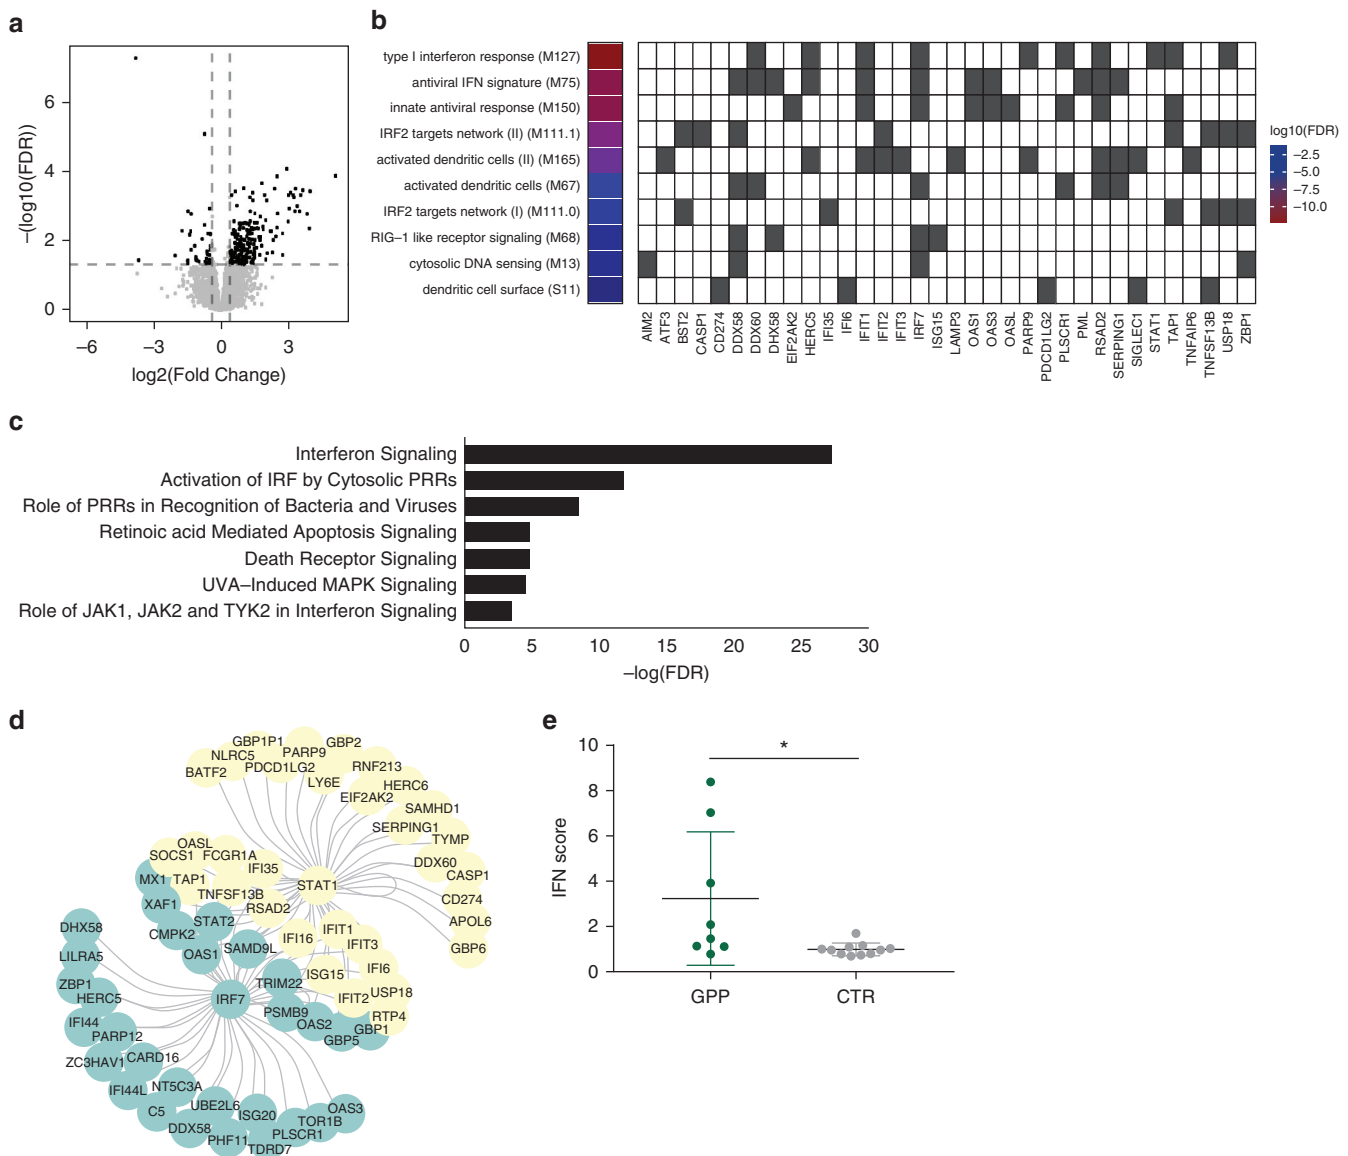 a
−(log10(FDR))
6
4
2
0
−6
−3
0
3
log2(Fold Change)
b
type I interferon response (M127)
antiviral IFN signature (M75)
innate antiviral response (M150)
IRF2 targets network (II) (M111.1)
activated dendritic cells (II) (M165)
activated dendritic cells (M67)
IRF2 targets network (I) (M111.0)
RIG−1 like receptor signaling (M68)
cytosolic DNA sensing (M13)
dendritic cell surface (S11)
AIM2
ATF3
BST2
CASP1
CD274
DDX58
DDX60
DHX58
EIF2AK2
HERC5
IFI35
IFI6
IFIT1
IFIT2
IFIT3
IRF7
ISG15
LAMP3
OAS1
OAS3
OASL
PARP9
PDCD1LG2
PLSCR1
PML
RSAD2
SERPING1
SIGLEC1
STAT1
TAP1
TNFAIP6
TNFSF13B
USP18
ZBP1
log10(FDR)
−2.5
−5.0
−7.5
−10.0
c
Interferon Signaling
Activation of IRF by Cytosolic PRRs
Role of PRRs in Recognition of Bacteria and Viruses
Retinoic acid Mediated Apoptosis Signaling
Death Receptor Signaling
UVA−Induced MAPK Signaling
Role of JAK1, JAK2 and TYK2 in Interferon Signaling
0
5
10
15
20
25
30
−log(FDR)
d
GBP1P1
GBP2
NLRC5
PARP9
BATF2
PDCD1LG2
RNF213
LY6E
HERC6
EIF2AK2
SAMHD1
SERPING1
TYMP
OASL
SOCS1
FCGR1A
IFI35
DDX60
CASP1
MX1
TAP1
STAT1
TNFSF13B
CD274
XAF1
RSAD2
STAT2
APOL6
DHX58
CMPK2
IFIT1
IFI16
IFIT3
GBP6
OAS1
SAMD9L
LILRA5
ISG15
IFI6
ZBP1
TRIM22
USP18
HERC5
IRF7
IFIT2
PSMB9
RTP4
IFI44
OAS2
GBP1
PARP12
GBP5
ZC3HAV1
CARD16
IFI44L
NT5C3A
C5
UBE2L6
OAS3
ISG20
TOR1B
DDX58
PLSCR1
PHF11
TDRD7
e
IFN score
10
8
6
4
2
0
*
GPP
CTR